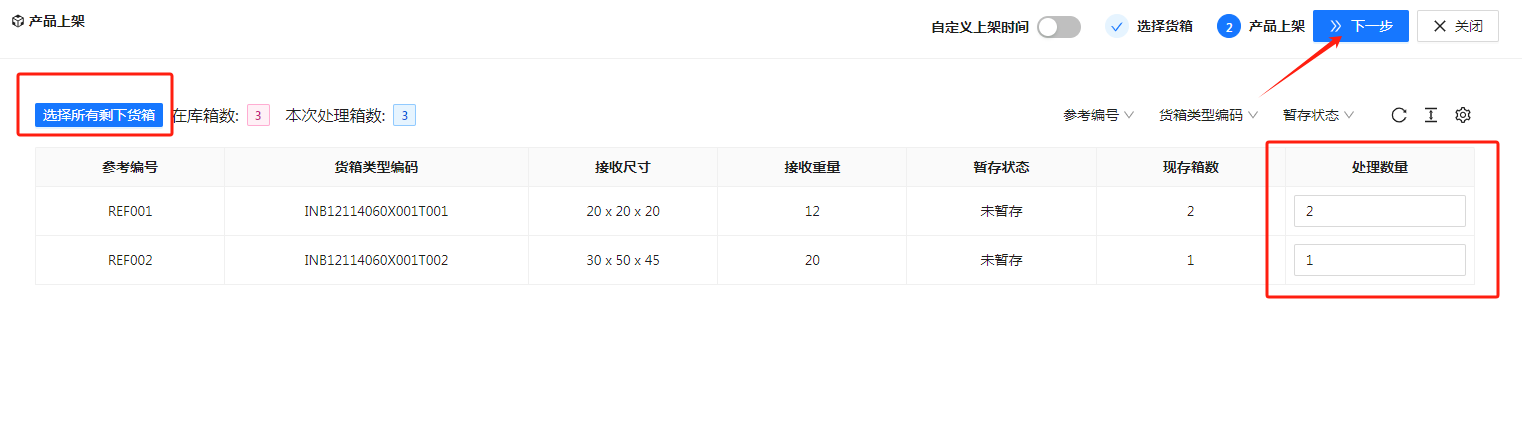 产品上架
自定义上架时间 选择货箱 2 产品上架 下一步 关闭
选择所有剩下货箱 在库箱数: 3 本次处理箱数: 3 参考编号 货箱类型编码 暂存状态
参考编号 货箱类型编码 接收尺寸 接收重量 暂存状态 现存箱数 处理数量
REF001 INB12114060X001T001 20 x 20 x 20 12 未暂存 2 2
REF002 INB12114060X001T002 30 x 50 x 45 20 未暂存 1 1